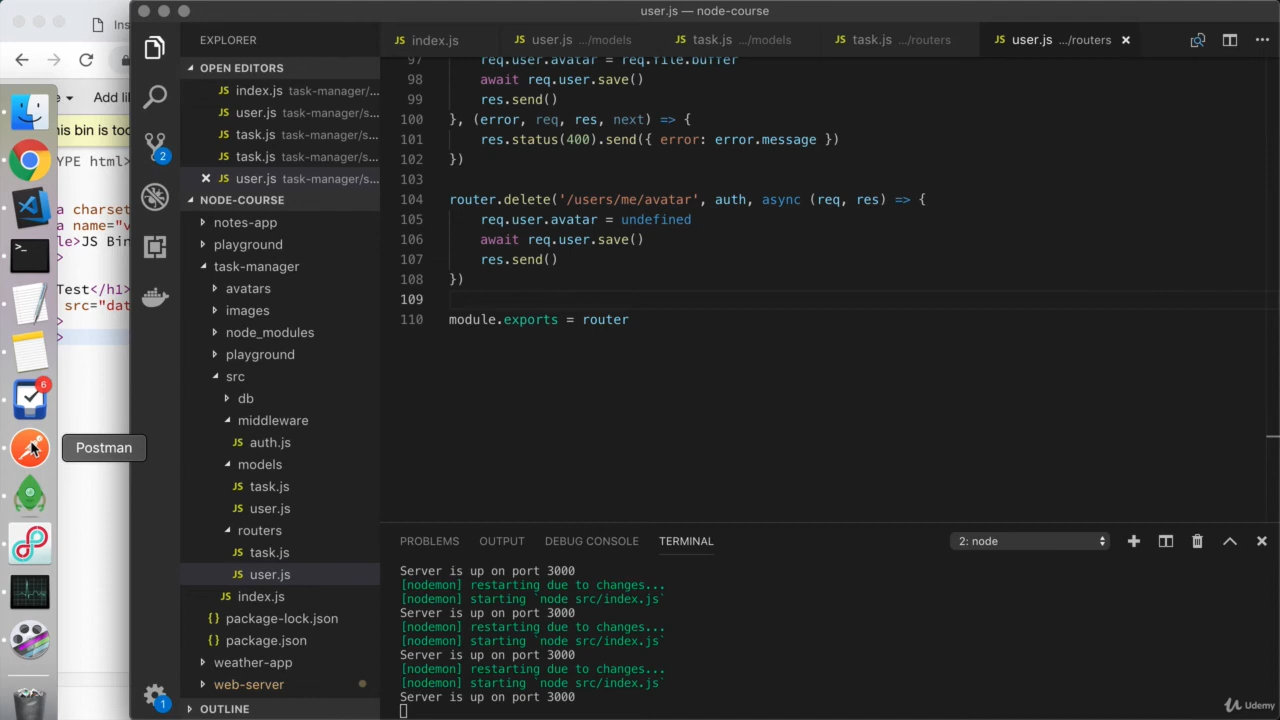 user.js — node-course
Ins
Add li
his bin is too
YPE html>
a charset
a name="v
le>JS Bin
>
Test</h1>
src="dat
>
>
6
Postman
2
1
EXPLORER
OPEN EDITORS
index.js task-manager/...
user.js task-manager/s...
task.js task-manager/s...
task.js task-manager/s...
user.js task-manager/s...
NODE-COURSE
notes-app
playground
task-manager
avatars
images
node_modules
playground
src
db
middleware
JS auth.js
models
JS task.js
JS user.js
routers
JS task.js
JS user.js
JS index.js
{} package-lock.json
{} package.json
weather-app
web-server
OUTLINE
JS index.js JS user.js .../models JS task.js .../models JS task.js .../routers JS user.js .../routers
97 req.user.avatar = req.file.buffer
98 await req.user.save()
99 res.send()
100 }, (error, req, res, next) => {
101 res.status(400).send({ error: error.message })
102 })
103
104 router.delete('/users/me/avatar', auth, async (req, res) => {
105 req.user.avatar = undefined
106 await req.user.save()
107 res.send()
108 })
109
110 module.exports = router
PROBLEMS OUTPUT DEBUG CONSOLE TERMINAL 2: node
Server is up on port 3000
[nodemon] restarting due to changes...
[nodemon] starting `node src/index.js`
Server is up on port 3000
[nodemon] restarting due to changes...
[nodemon] starting `node src/index.js`
Server is up on port 3000
[nodemon] restarting due to changes...
[nodemon] starting `node src/index.js`
Server is up on port 3000
Udemy